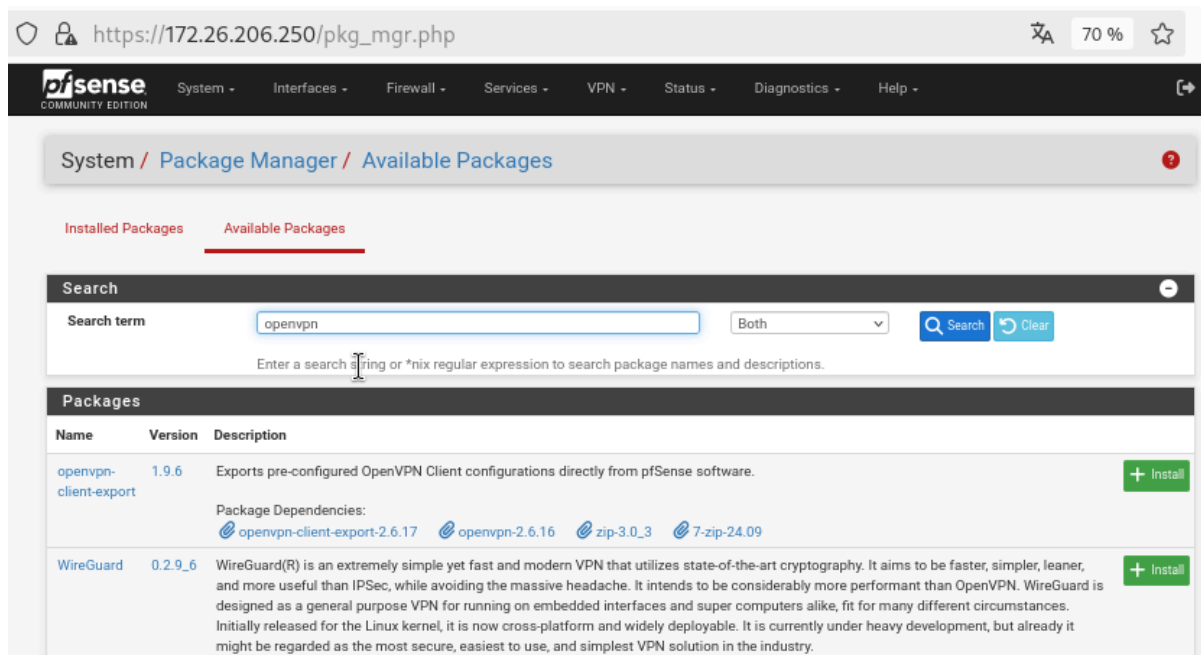 https://172.26.206.250/pkg_mgr.php 70 %
pfsense System Interfaces Firewall Services VPN Status Diagnostics Help
COMMUNITY EDITION
System / Package Manager / Available Packages
Installed Packages Available Packages
Search
Search term openvpn Both Search Clear
Enter a search string or *nix regular expression to search package names and descriptions.
Packages
Name Version Description
openvpn-client-export 1.9.6 Exports pre-configured OpenVPN Client configurations directly from pfSense software. + Install
Package Dependencies:
openvpn-client-export-2.6.17 openvpn-2.6.16 zip-3.0_3 7-zip-24.09
WireGuard 0.2.9_6 WireGuard(R) is an extremely simple yet fast and modern VPN that utilizes state-of-the-art cryptography. It aims to be faster, simpler, leaner, + Install
and more useful than IPSec, while avoiding the massive headache. It intends to be considerably more performant than OpenVPN. WireGuard is
designed as a general purpose VPN for running on embedded interfaces and super computers alike, fit for many different circumstances.
Initially released for the Linux kernel, it is now cross-platform and widely deployable. It is currently under heavy development, but already it
might be regarded as the most secure, easiest to use, and simplest VPN solution in the industry.